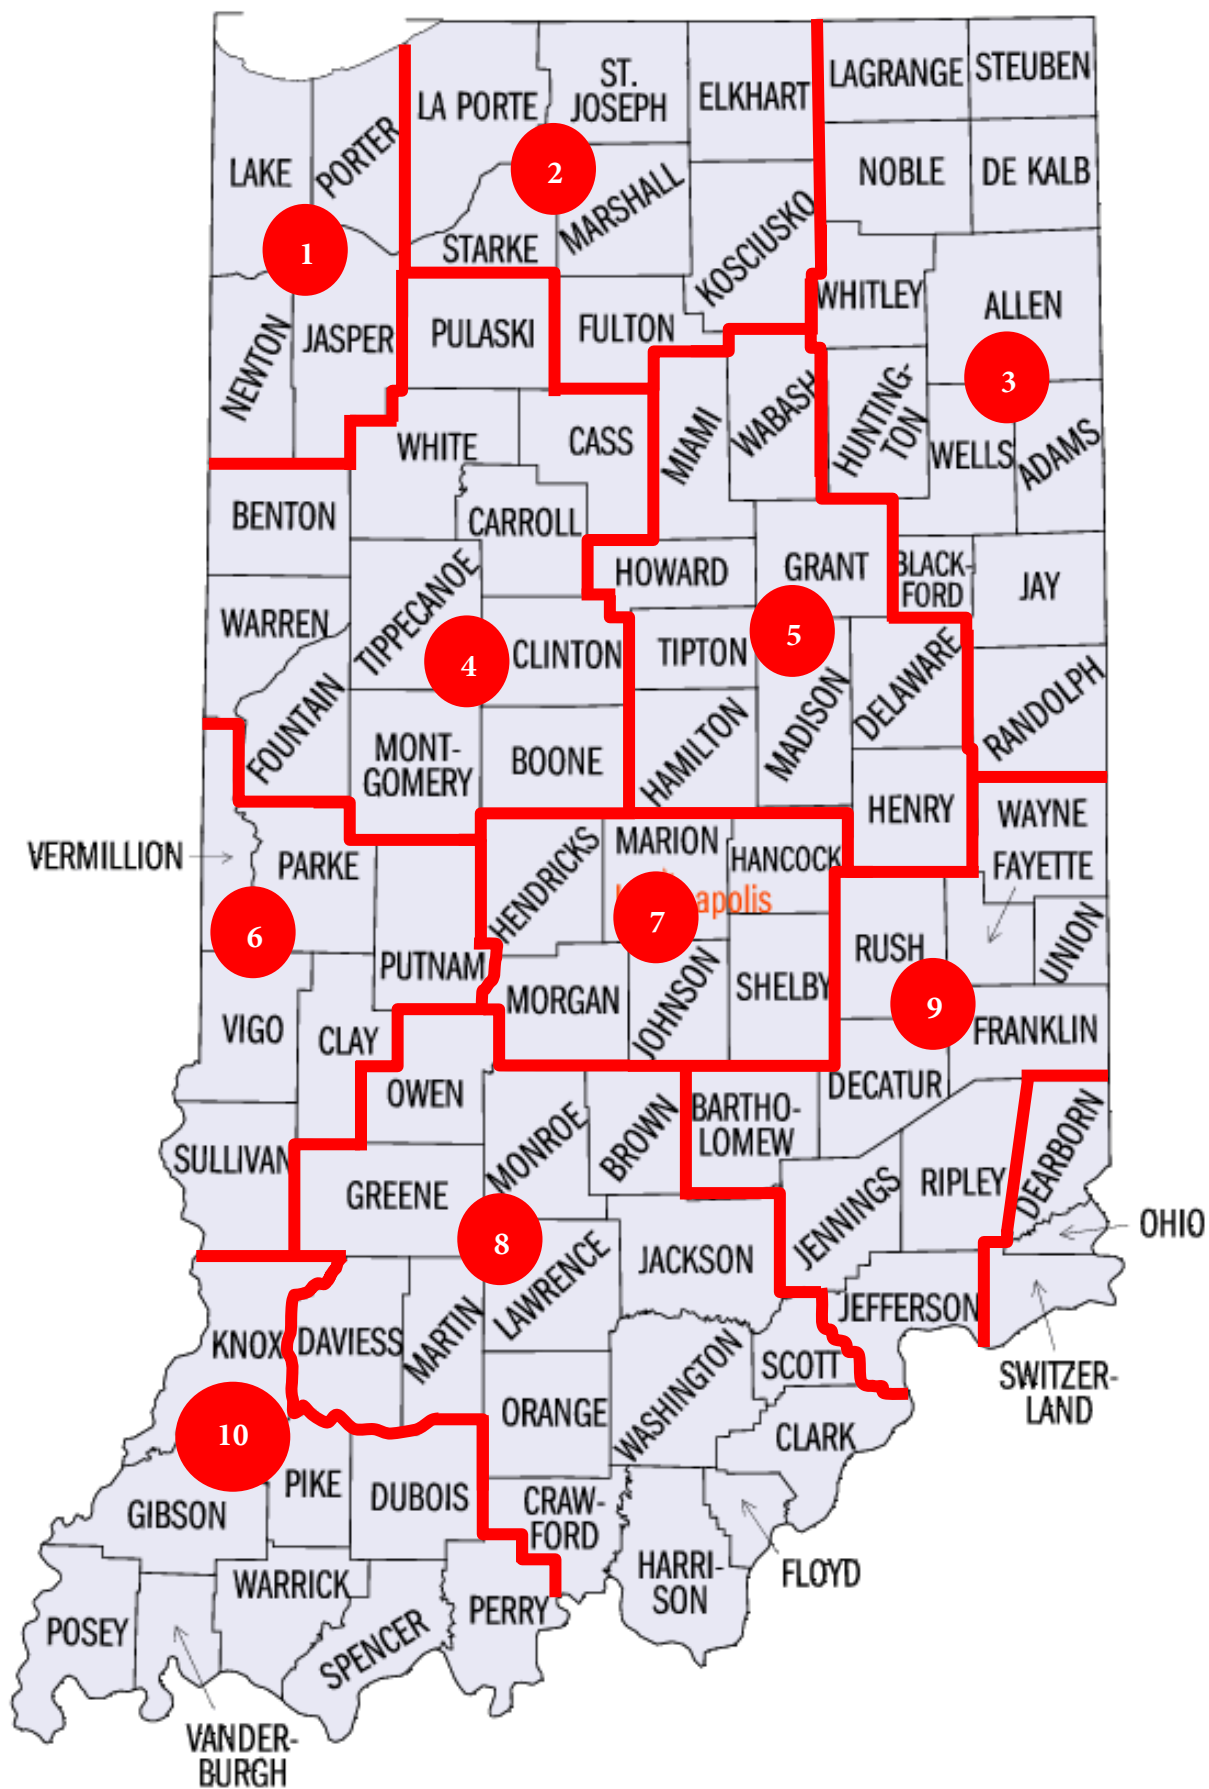 LAGRANGE
STEUBEN
ST.
JOSEPH
LA PORTE
ELKHART
PORTER
LAKE
2
NOBLE
DE KALB
MARSHALL
KOSCIUSKO
1
STARKE
WHITLEY
ALLEN
NEWTON
JASPER
PULASKI
FULTON
3
MIAMI
WABASH
HUNTING-
TON
WELLS
ADAMS
WHITE
CASS
BENTON
CARROLL
HOWARD
GRANT
BLACK-
FORD
JAY
WARREN
TIPPECANOE
4
CLINTON
TIPTON
5
MADISON
DELAWARE
RANDOLPH
FOUNTAIN
MONT-
GOMERY
BOONE
HAMILTON
HENRY
WAYNE
VERMILLION
PARKE
HENDRICKS
MARION
HANCOCK
FAYETTE
apolis
7
6
PUTNAM
RUSH
UNION
MORGAN
JOHNSON
SHELBY
9
VIGO
CLAY
FRANKLIN
OWEN
DECATUR
MONROE
BROWN
BARTHO-
LOMEW
DEARBORN
SULLIVAN
GREENE
RIPLEY
JENNINGS
OHIO
8
LAWRENCE
JACKSON
KNOX
DAVIESS
MARTIN
JEFFERSON
SWITZER-
LAND
SCOTT
WASHINGTON
ORANGE
CLARK
10
PIKE
DUBOIS
GIBSON
CRAW-
FORD
HARRI-
SON
FLOYD
WARRICK
POSEY
SPENCER
PERRY
VANDER-
BURGH